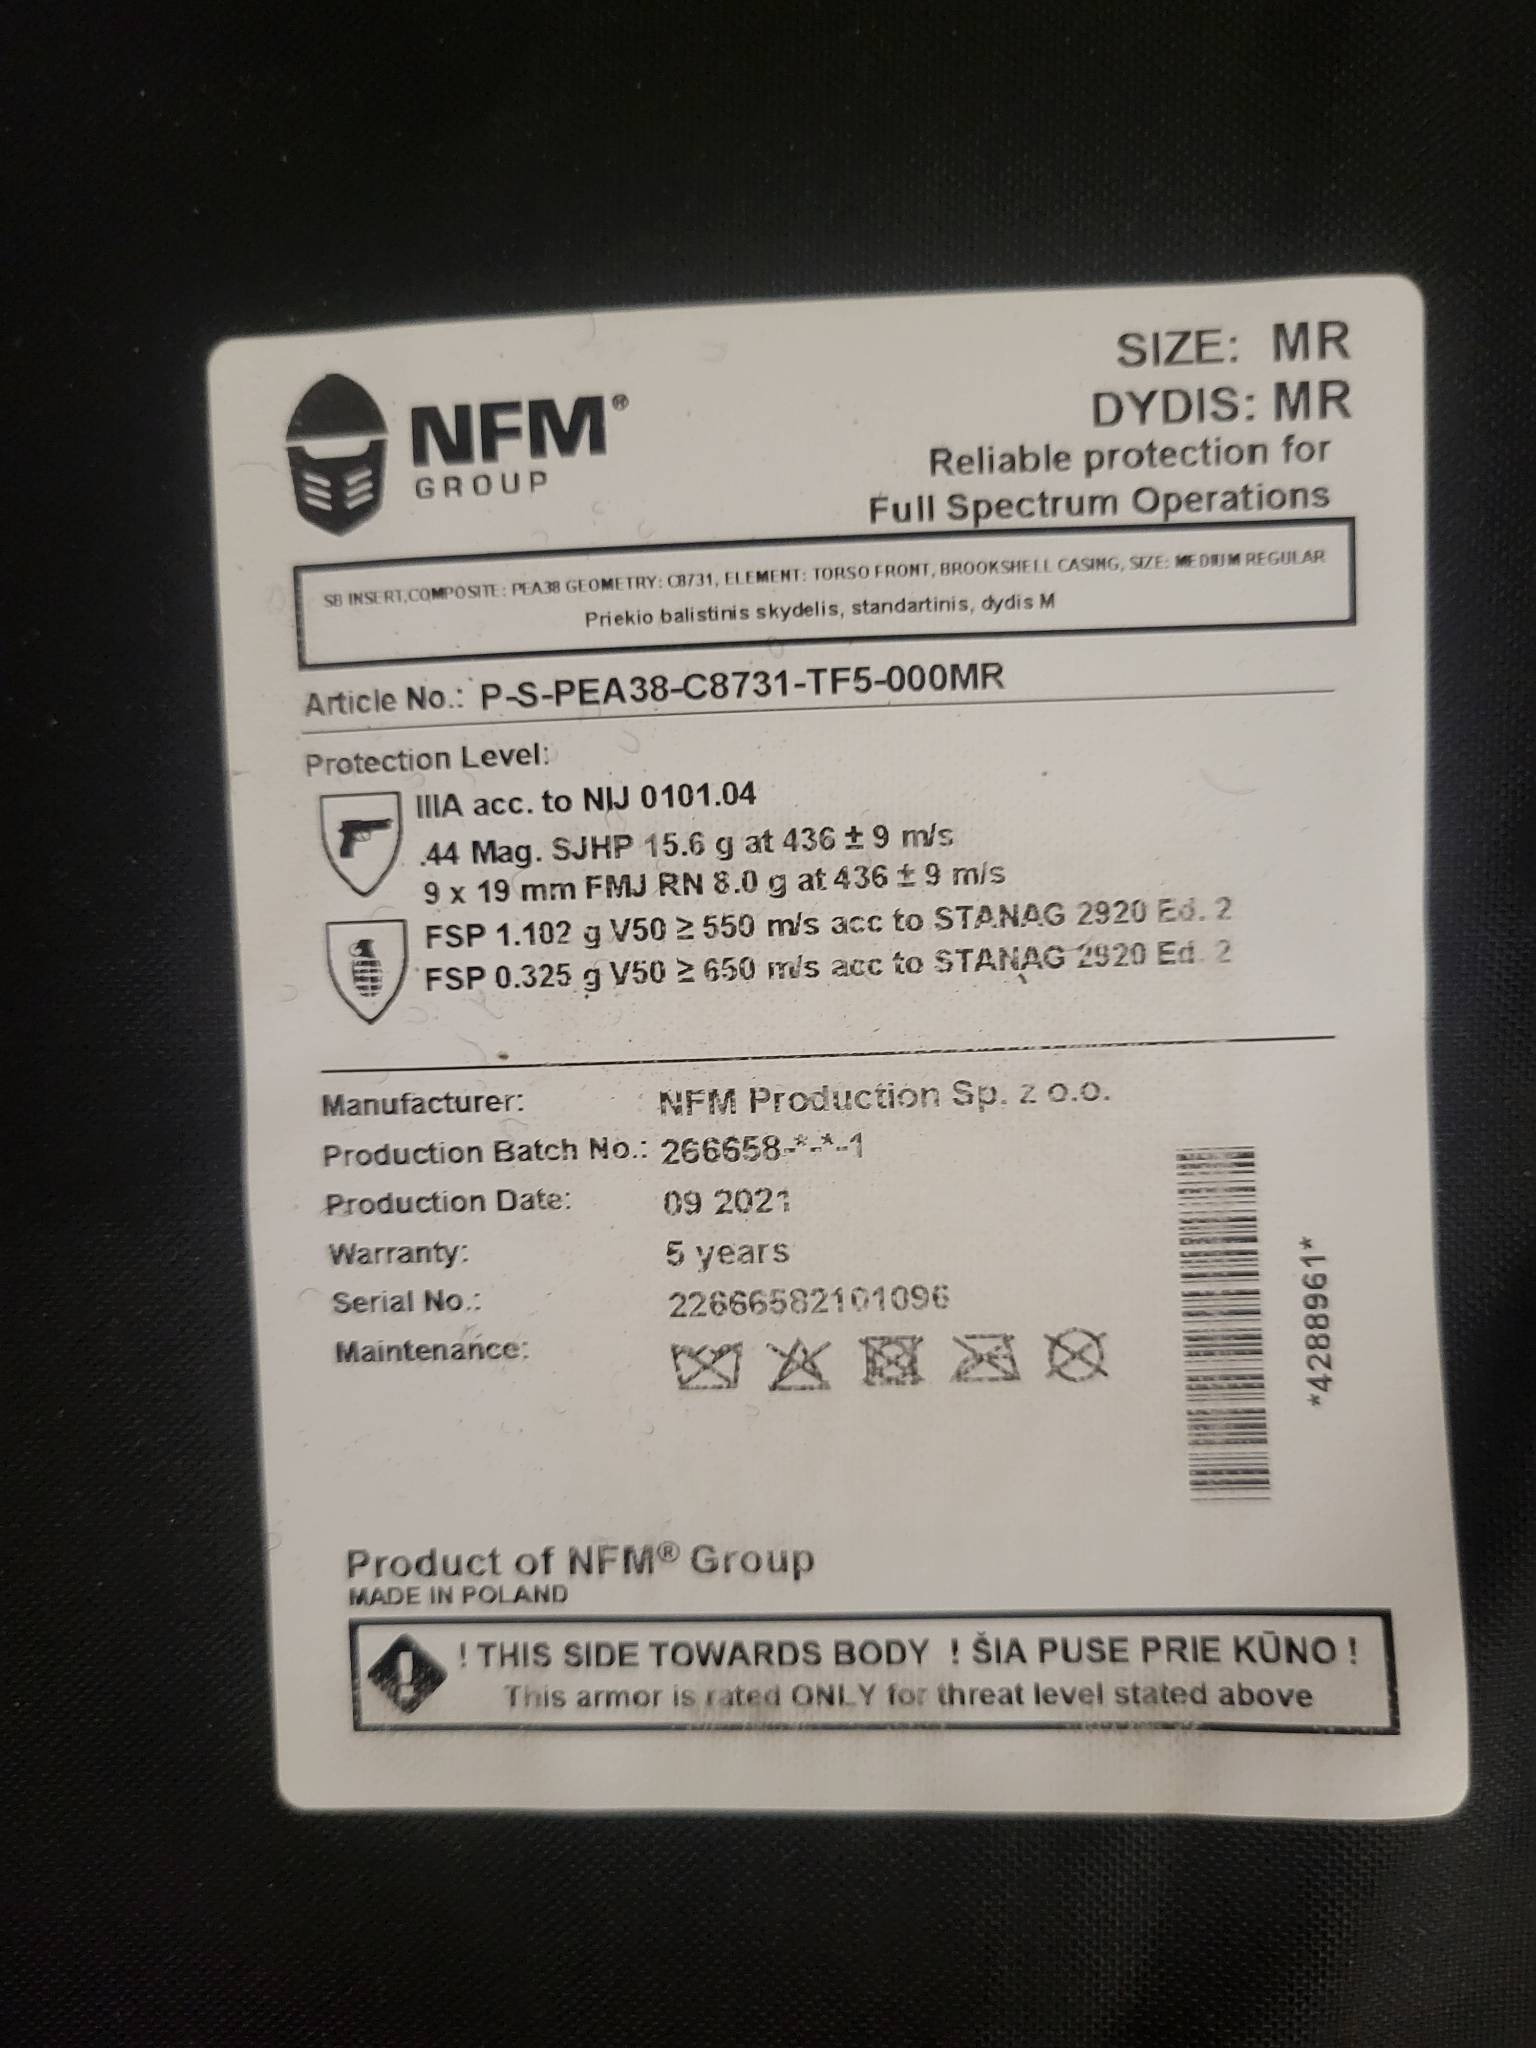 NFM®
GROUP
SIZE: MR
DYDIS: MR
Reliable protection for
Full Spectrum Operations
SB INSERT,COMPOSITE: PEA38 GEOMETRY: C8731, ELEMENT: TORSO FRONT, BROOKSHELL CASING, SIZE: MEDIUM REGULAR
Priekio balistinis skydelis, standartinis, dydis M
Article No.: P-S-PEA38-C8731-TF5-000MR
Protection Level:
IIIA acc. to NIJ 0101.04
.44 Mag. SJHP 15.6 g at 436 ± 9 m/s
9 x 19 mm FMJ RN 8.0 g at 436 ± 9 m/s
FSP 1.102 g V50 ≥ 550 m/s acc to STANAG 2920 Ed. 2
FSP 0.325 g V50 ≥ 650 m/s acc to STANAG 2920 Ed. 2
Manufacturer: NFM Production Sp. z o.o.
Production Batch No.: 266658-*-*-1
Production Date: 09 2021
Warranty: 5 years
Serial No.: 22666582101096
Maintenance:
*4288961*
Product of NFM® Group
MADE IN POLAND
! THIS SIDE TOWARDS BODY ! ŠIA PUSE PRIE KŪNO !
This armor is rated ONLY for threat level stated above